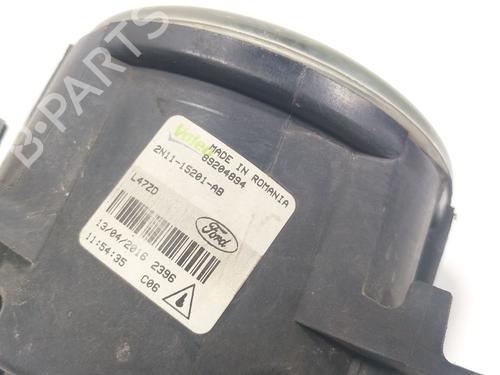 B-PARTS
Valeo
MADE IN ROMANIA
89204894
2N11-15201-AB
L47ZD
Ford
13/04/2016 2396
11:54:35 C06